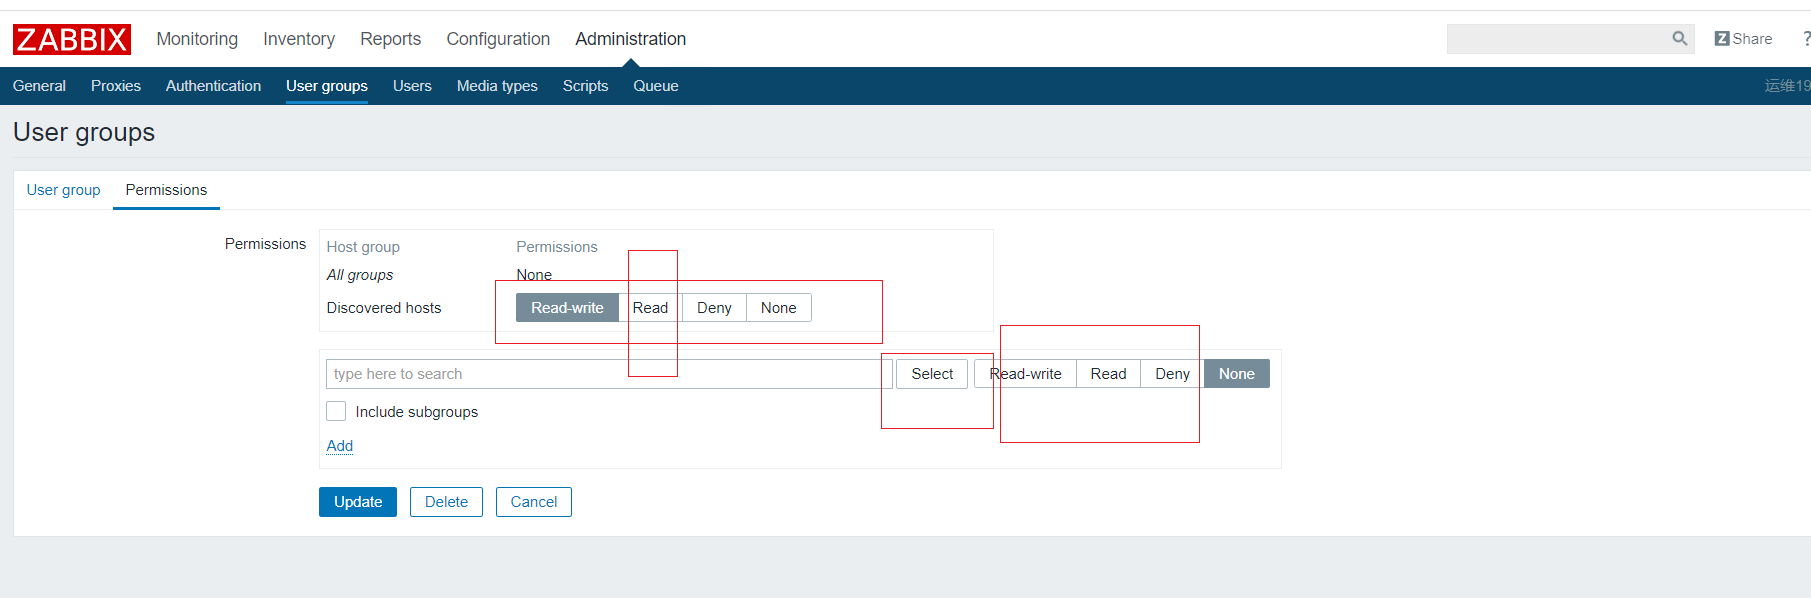 ZABBIX Monitoring Inventory Reports Configuration Administration Z Share ?
General Proxies Authentication User groups Users Media types Scripts Queue 运维19
User groups
User group Permissions
Permissions Host group Permissions
All groups None
Discovered hosts Read-write Read Deny None
type here to search Select Read-write Read Deny None
Include subgroups
Add
Update Delete Cancel